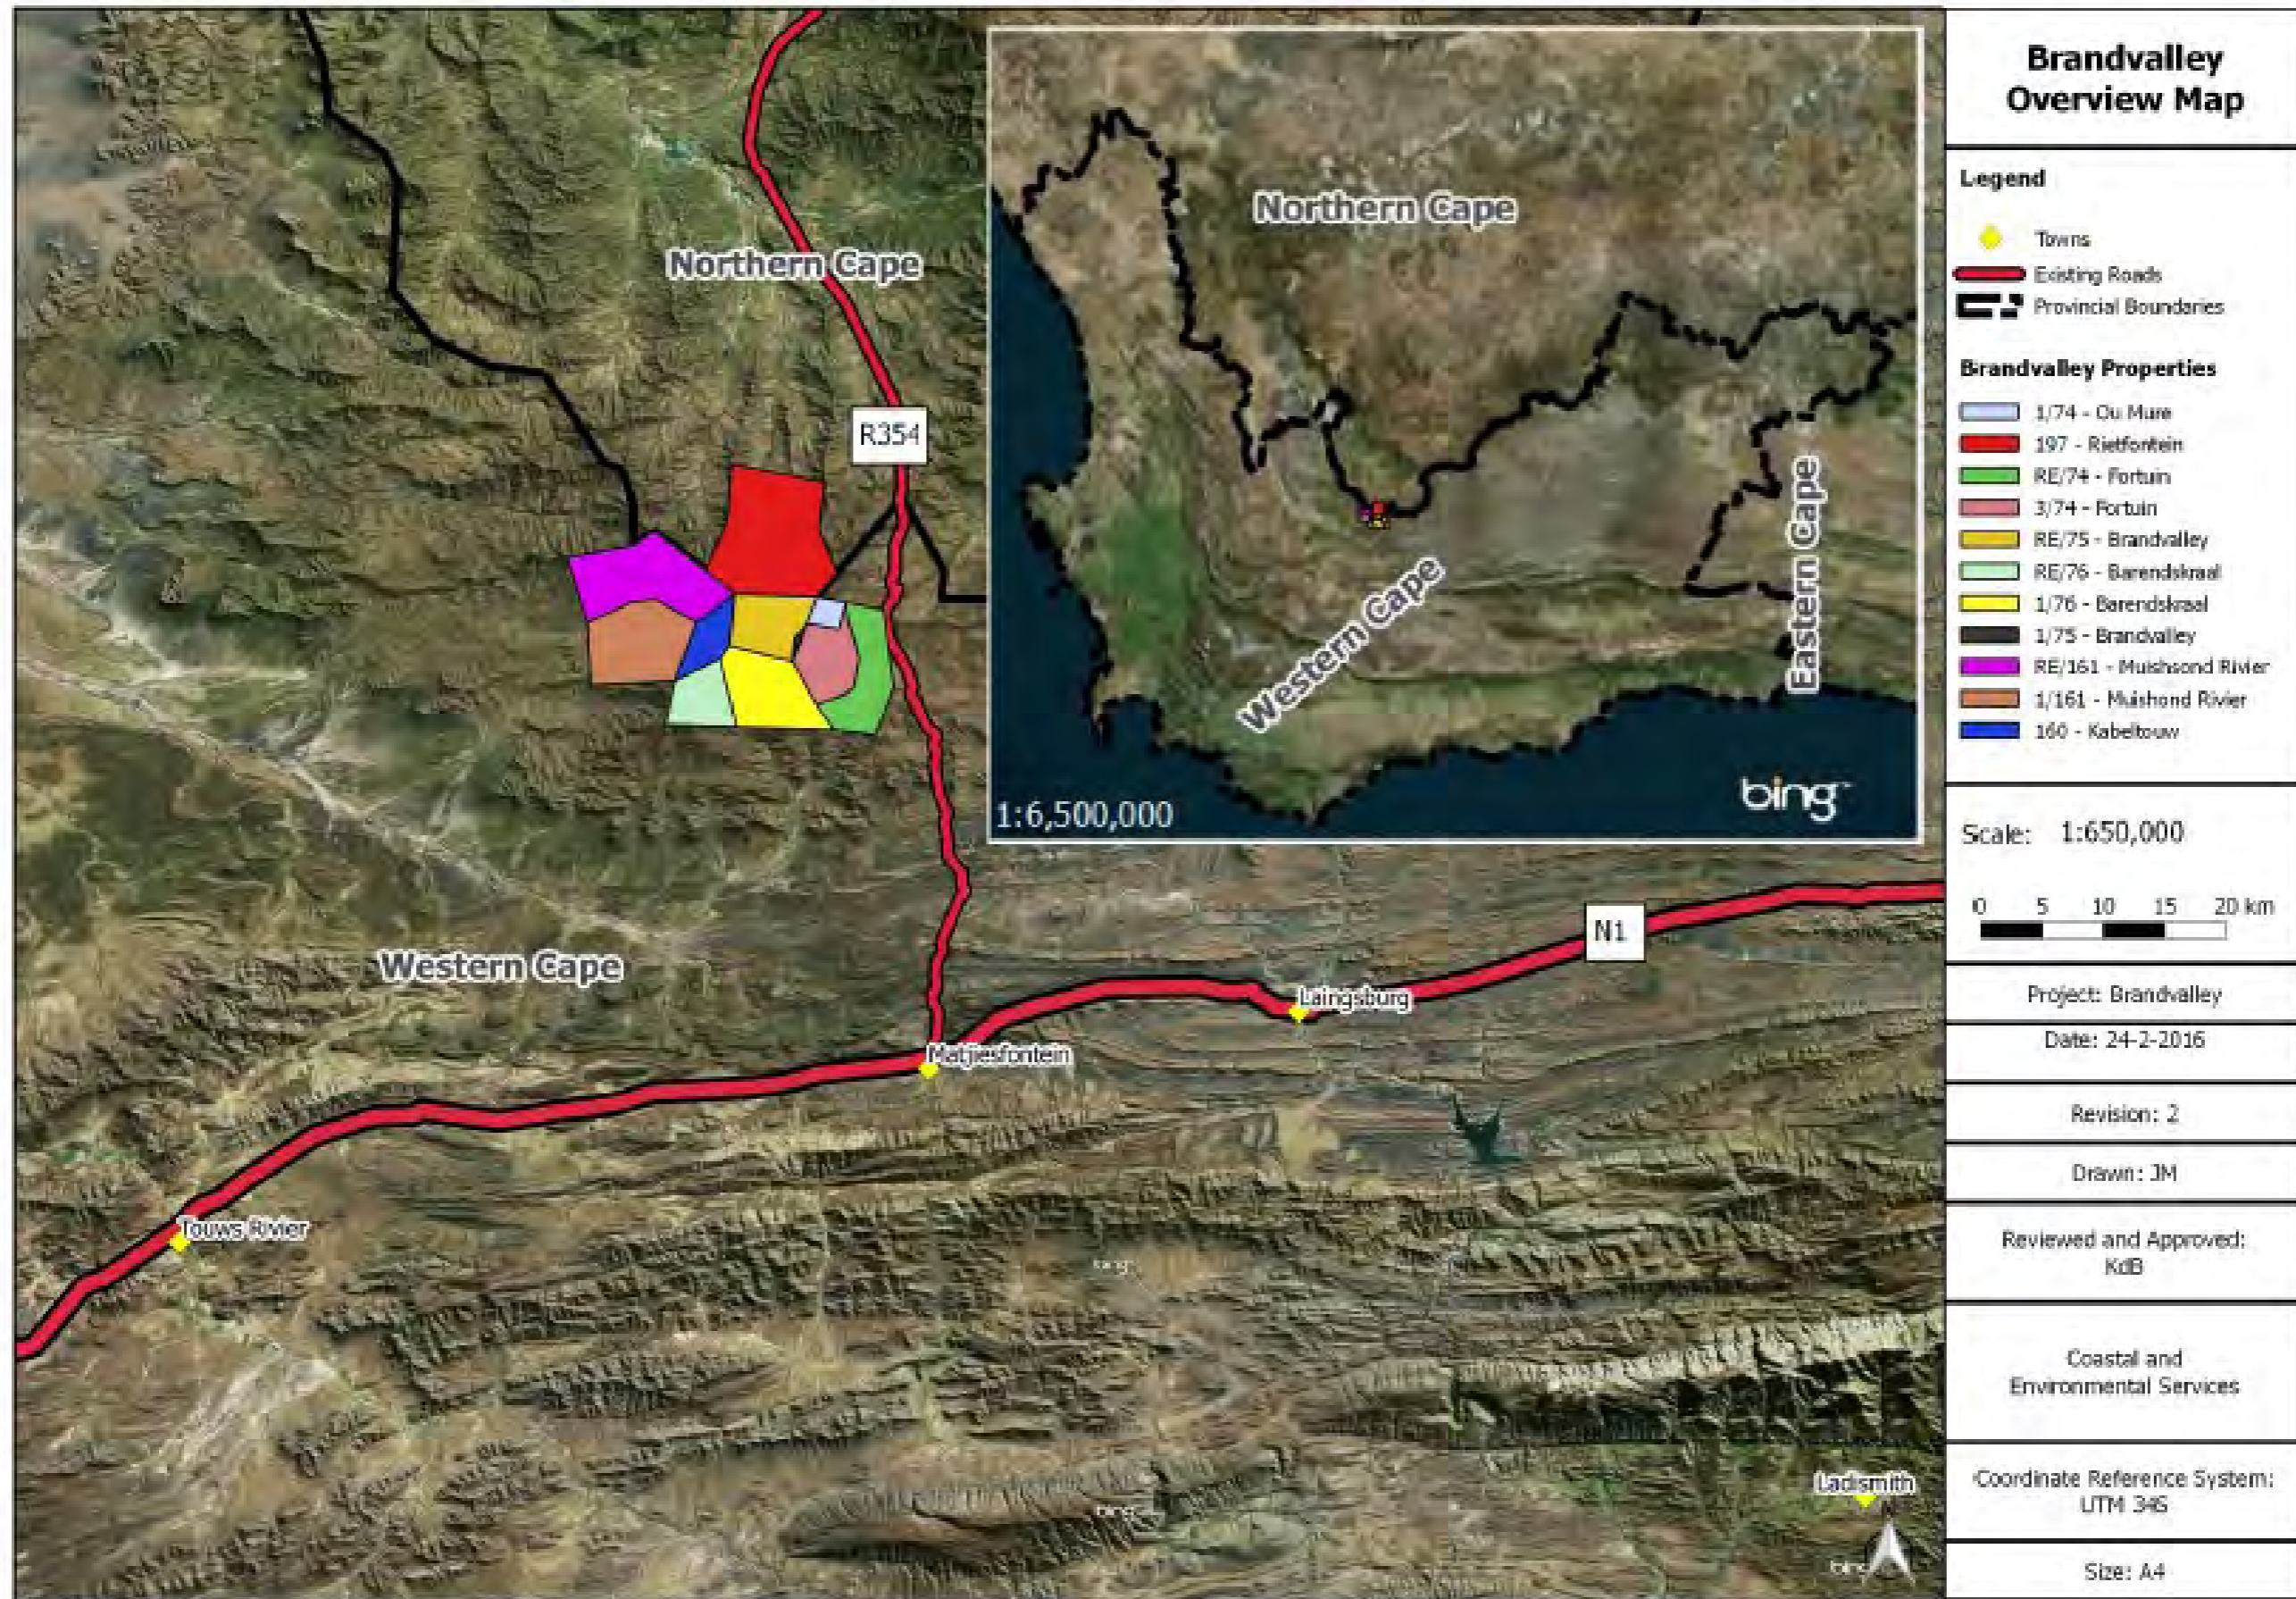 Northern Cape
R354
Western Cape
N1
Laingsburg
Matjiesfontein
Touws Rivier
Ladismith
bing
bing
bing
Northern Cape
Western Cape
Eastern Cape
1:6,500,000
bing™
Brandvalley
Overview Map
Legend
Towns
Existing Roads
Provincial Boundaries
Brandvalley Properties
1/74 - Ou Mure
197 - Rietfontein
RE/74 - Fortuin
3/74 - Fortuin
RE/75 - Brandvalley
RE/76 - Barendskraal
1/76 - Barendskraal
1/75 - Brandvalley
RE/161 - Muishsond Rivier
1/161 - Muishond Rivier
160 - Kabeltouw
Scale: 1:650,000
0 5 10 15 20 km
Project: Brandvalley
Date: 24-2-2016
Revision: 2
Drawn: JM
Reviewed and Approved:
KdB
Coastal and
Environmental Services
Coordinate Reference System:
UTM 34S
Size: A4